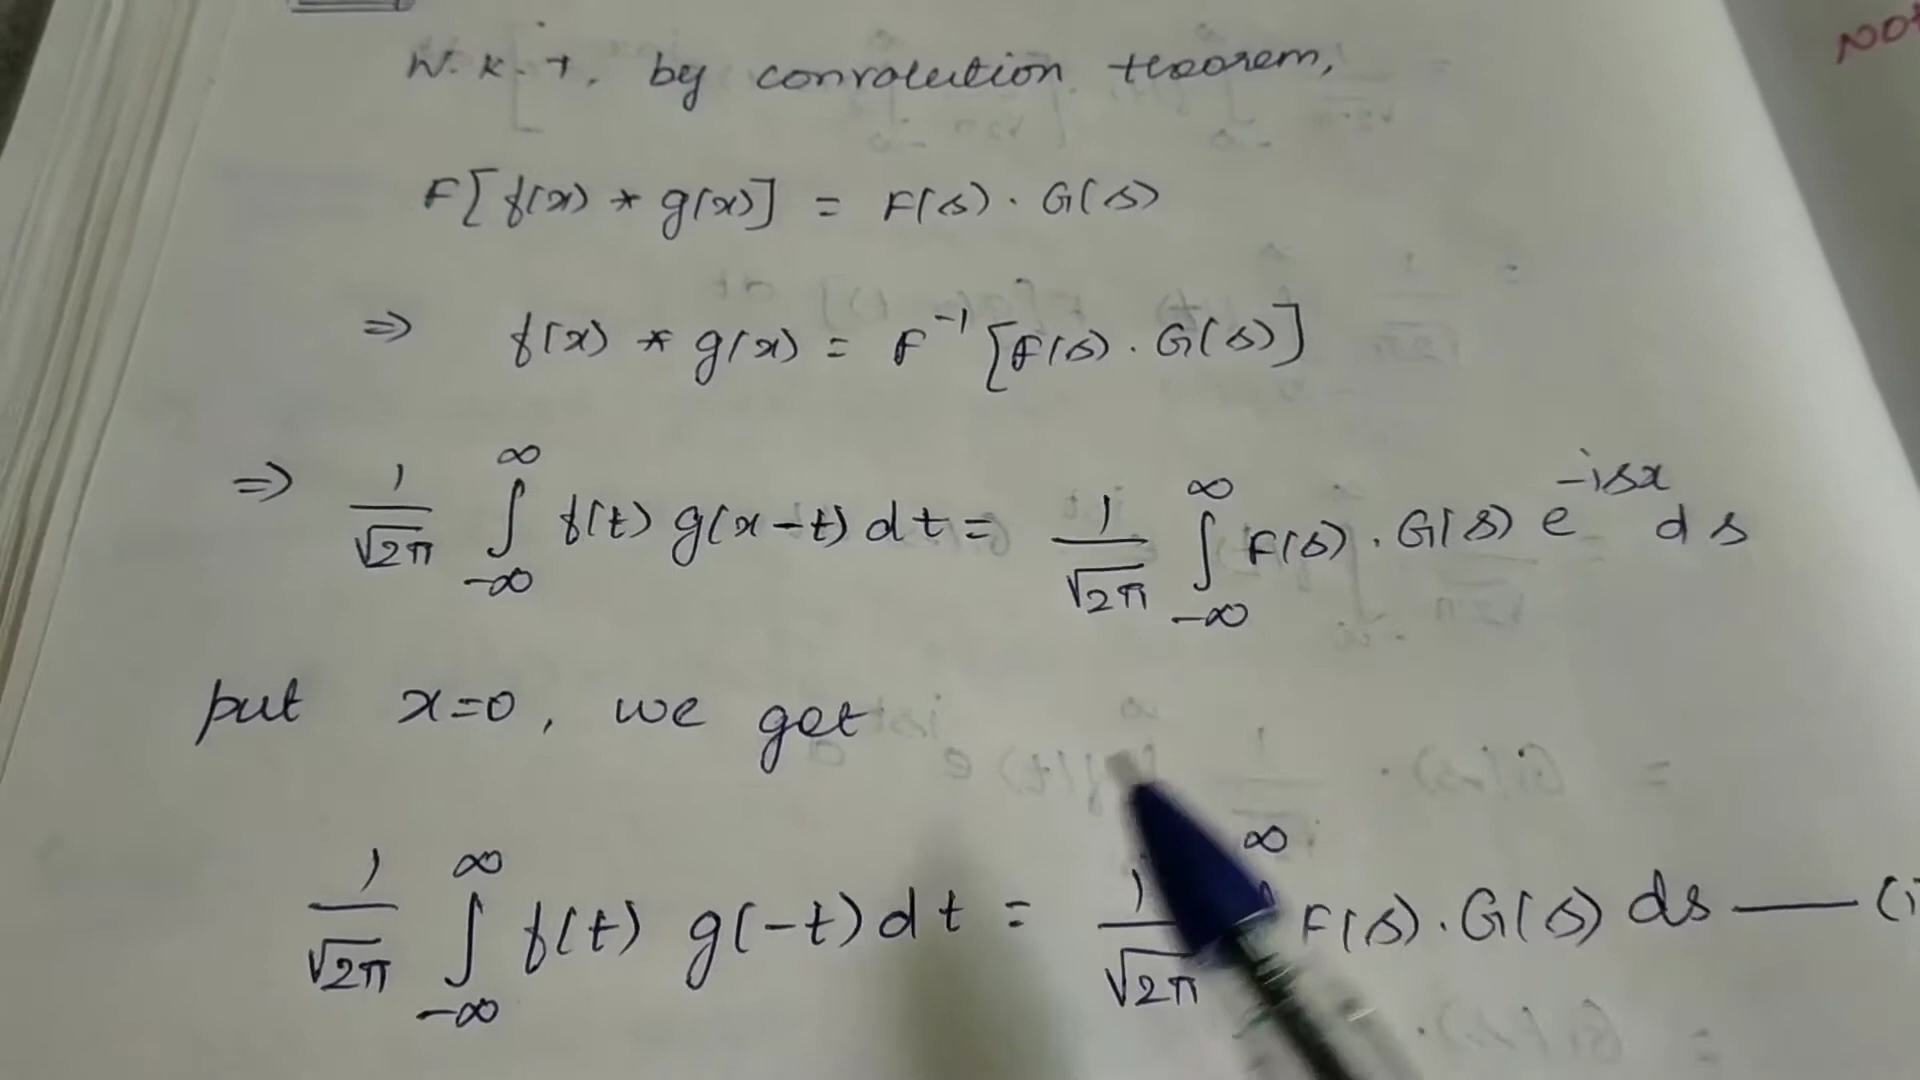 Not
W.K.T, by convolution theorem,
F[f(x) * g(x)] = F(s) . G(s)
⇒ f(x) * g(x) = F⁻¹ [F(s) . G(s)]
⇒ 1/√2π ∫_{-∞}^{∞} f(t) g(x-t) dt = 1/√2π ∫_{-∞}^{∞} F(s) . G(s) e^{-isx} ds
put x=0, we get
1/√2π ∫_{-∞}^{∞} f(t) g(-t) dt = 1/√2π ∫^{∞} F(s) . G(s) ds — (i